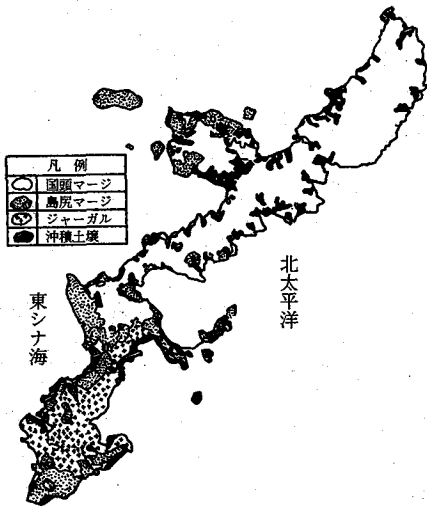 凡例
国頭マージ
島尻マージ
ジャーガル
沖積土壌
北太平洋
東シナ海